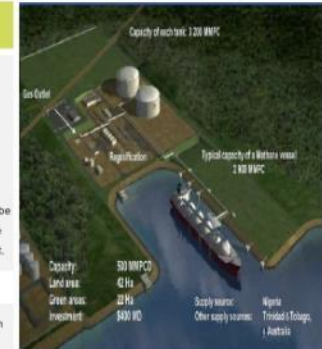 Capacity of each tank: 3 200 MMPC
Gas Outlet
Regasification
Typical capacity of a Methane vessel
2 800 MMPC
be
Capacity: 500 MMPCD
Land area: 42 Ha
Green areas: 22 Ha
Investment: $400 MD
Supply source: Nigeria
Other supply sources: Trinidad & Tobago,
y Australia